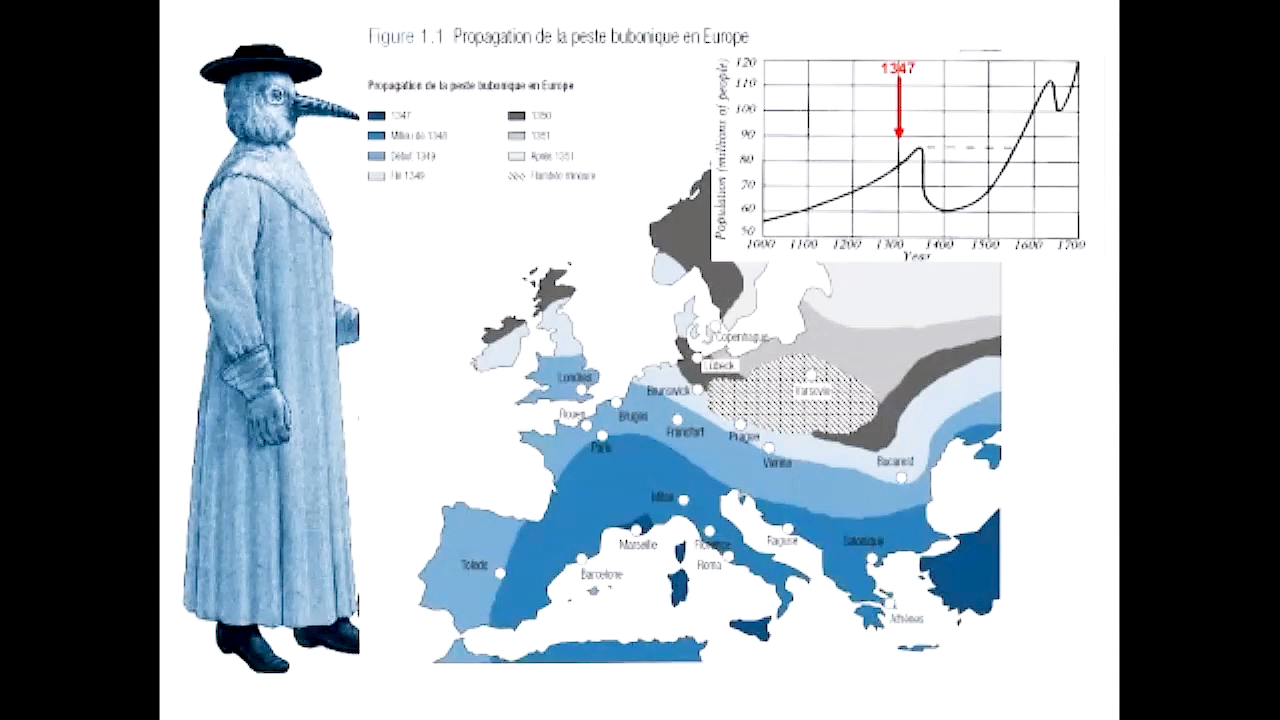 Figure 1.1 Propagation de la peste bubonique en Europe
Propagation de la peste bubonique en Europe
1347
Milieu de 1348
Début 1349
Fin 1349
1350
1351
Après 1351
1347
Population (millions of people)
120
110
100
90
80
70
60
50
1000 1100 1200 1300 1400 1500 1600 1700
Year
Copenhague
Lübeck
Londres
Brunswick
Varsovie
Rouen
Bruges
Francfort
Prague
Paris
Vienne
Bucarest
Milan
Marseille
Florence
Raguse
Salonique
Tolède
Barcelone
Roma
Athènes